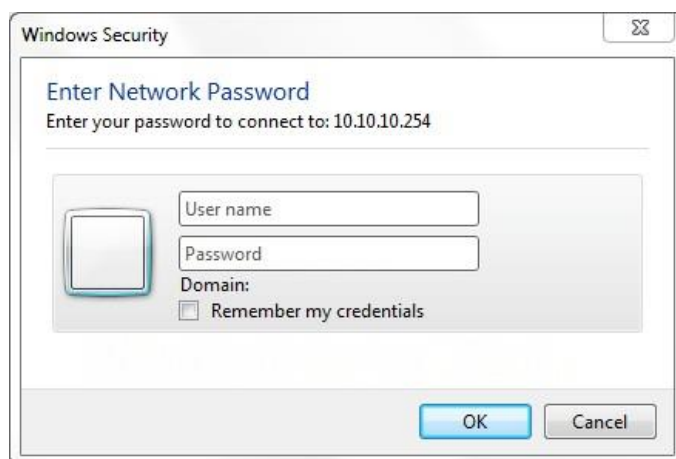 Windows Security
Enter Network Password
Enter your password to connect to: 10.10.10.254
User name
Password
Domain:
Remember my credentials
OK
Cancel